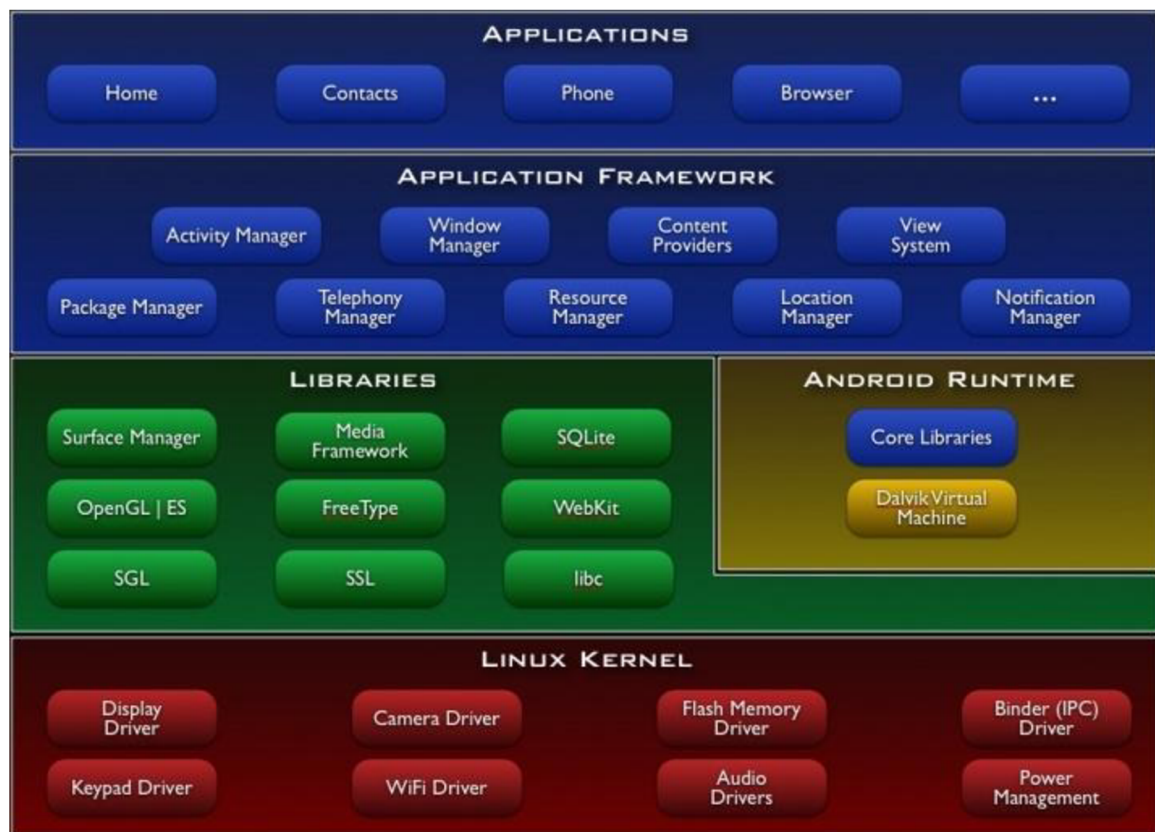 APPLICATIONS
Home
Contacts
Phone
Browser
...
APPLICATION FRAMEWORK
Activity Manager
Window
Manager
Content
Providers
View
System
Package Manager
Telephony
Manager
Resource
Manager
Location
Manager
Notification
Manager
LIBRARIES
Surface Manager
Media
Framework
SQLite
OpenGL | ES
FreeType
WebKit
SGL
SSL
libc
ANDROID RUNTIME
Core Libraries
Dalvik Virtual
Machine
LINUX KERNEL
Display
Driver
Camera Driver
Flash Memory
Driver
Binder (IPC)
Driver
Keypad Driver
WiFi Driver
Audio
Drivers
Power
Management